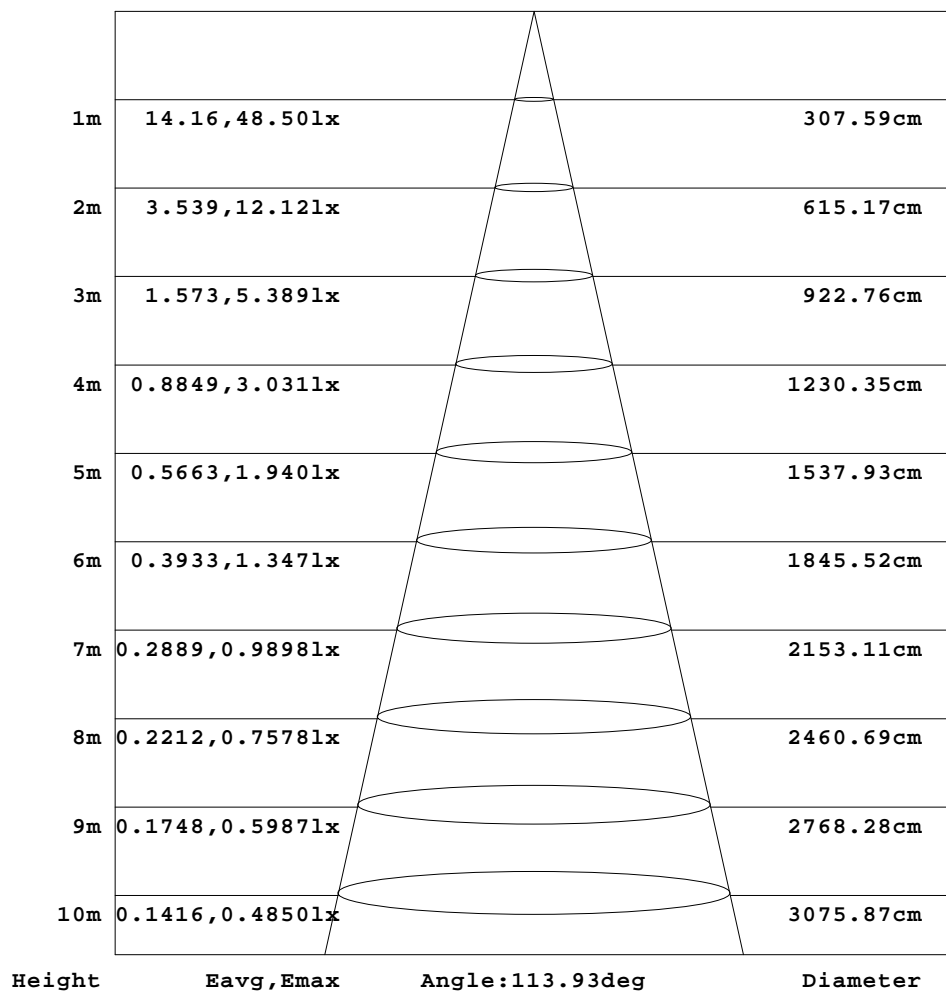 1m 14.16,48.50lx 307.59cm
2m 3.539,12.12lx 615.17cm
3m 1.573,5.389lx 922.76cm
4m 0.8849,3.031lx 1230.35cm
5m 0.5663,1.940lx 1537.93cm
6m 0.3933,1.347lx 1845.52cm
7m 0.2889,0.9898lx 2153.11cm
8m 0.2212,0.7578lx 2460.69cm
9m 0.1748,0.5987lx 2768.28cm
10m 0.1416,0.4850lx 3075.87cm
Height Eavg,Emax Angle:113.93deg Diameter